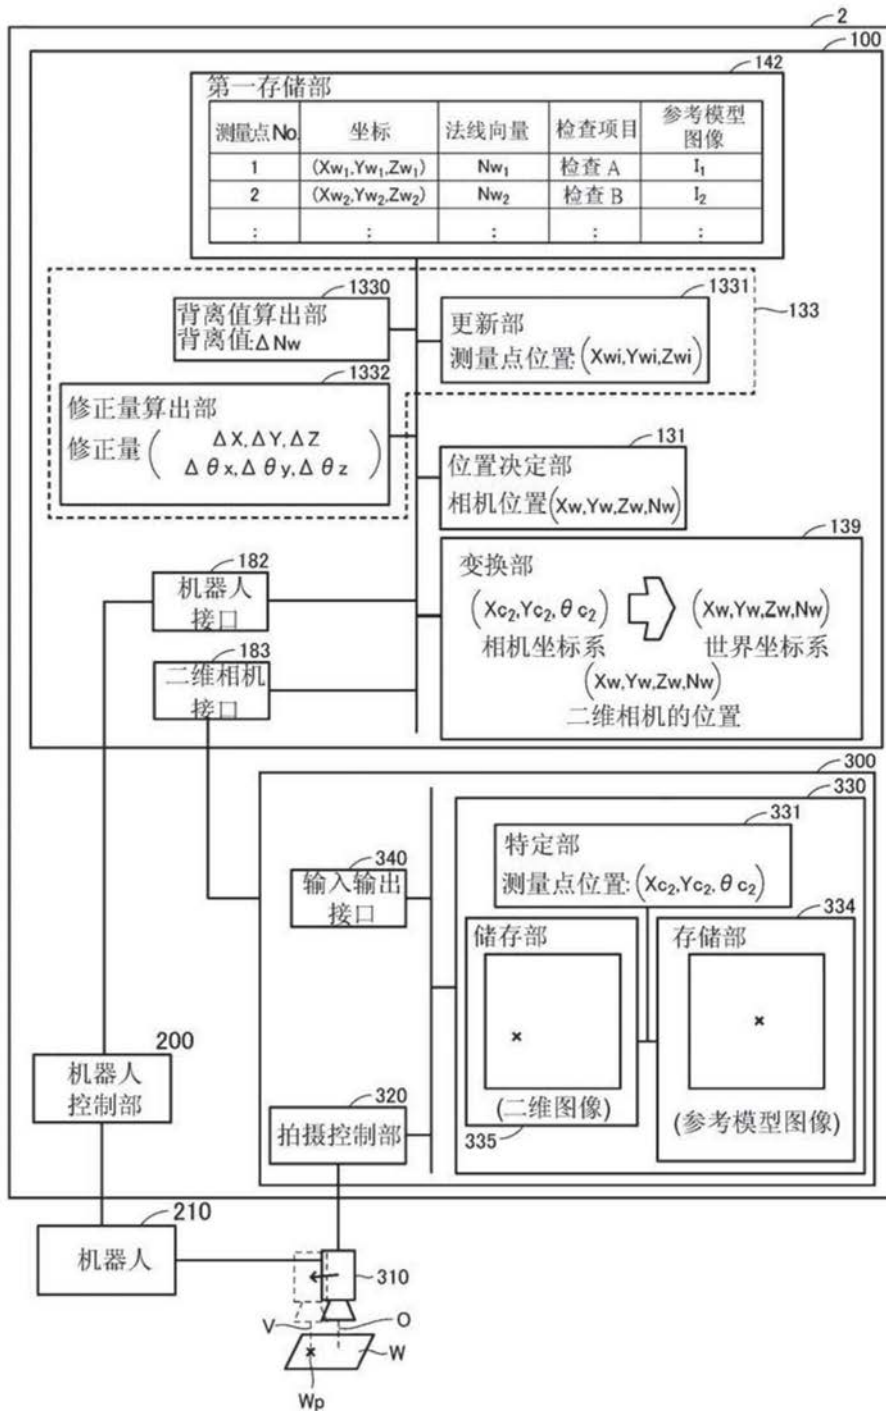 2
100
142
第一存储部
测量点No. 坐标 法线向量 检查项目 参考模型图像
1 (Xw₁,Yw₁,Zw₁) Nw₁ 检查A I₁
2 (Xw₂,Yw₂,Zw₂) Nw₂ 检查B I₂
⋮ ⋮ ⋮ ⋮ ⋮
1330
背离值算出部
背离值:ΔNw
1331
更新部
测量点位置:(Xwi,Ywi,Zwi)
133
1332
修正量算出部
修正量(ΔX,ΔY,ΔZ
Δθx,Δθy,Δθz)
131
位置决定部
相机位置(Xw,Yw,Zw,Nw)
139
变换部
(Xc₂,Yc₂,θc₂) (Xw,Yw,Zw,Nw)
相机坐标系 世界坐标系
(Xw,Yw,Zw,Nw)
二维相机的位置
182
机器人
接口
183
二维相机
接口
300
330
331
特定部
测量点位置:(Xc₂,Yc₂,θc₂)
340
输入输出
接口
储存部
×
(二维图像)
335
334
存储部
×
(参考模型图像)
200
机器人
控制部
320
拍摄控制部
210
机器人
310
V
O
W
×
Wp